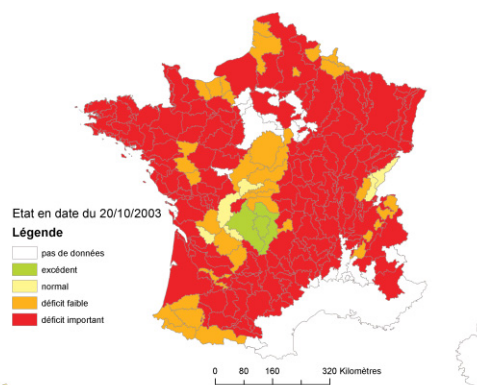 Etat en date du 20/10/2003
Légende
pas de données
excédent
normal
déficit faible
déficit important
0 80 160 320 Kilomètres